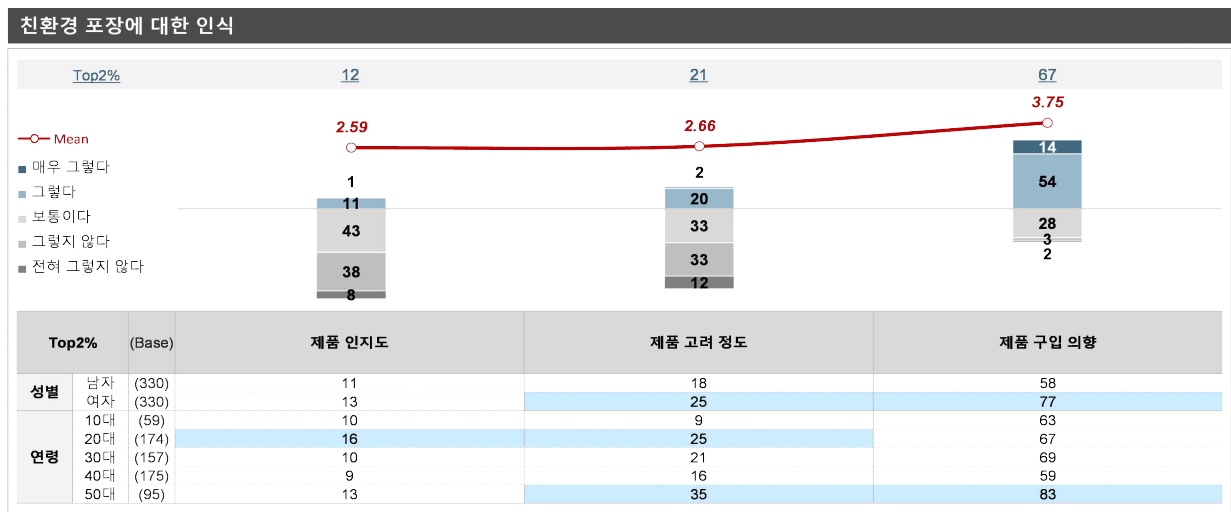 친환경 포장에 대한 인식
Top2% 12 21 67
2.59 2.66 3.75
Mean
매우 그렇다
그렇다
보통이다
그렇지 않다
전혀 그렇지 않다
1 2 14
11 20 54
43 33 28
38 33 3
8 12 2
Top2% (Base) 제품 인지도 제품 고려 정도 제품 구입 의향
성별 남자 (330) 11 18 58
여자 (330) 13 25 77
연령 10대 (59) 10 9 63
20대 (174) 16 25 67
30대 (157) 10 21 69
40대 (175) 9 16 59
50대 (95) 13 35 83